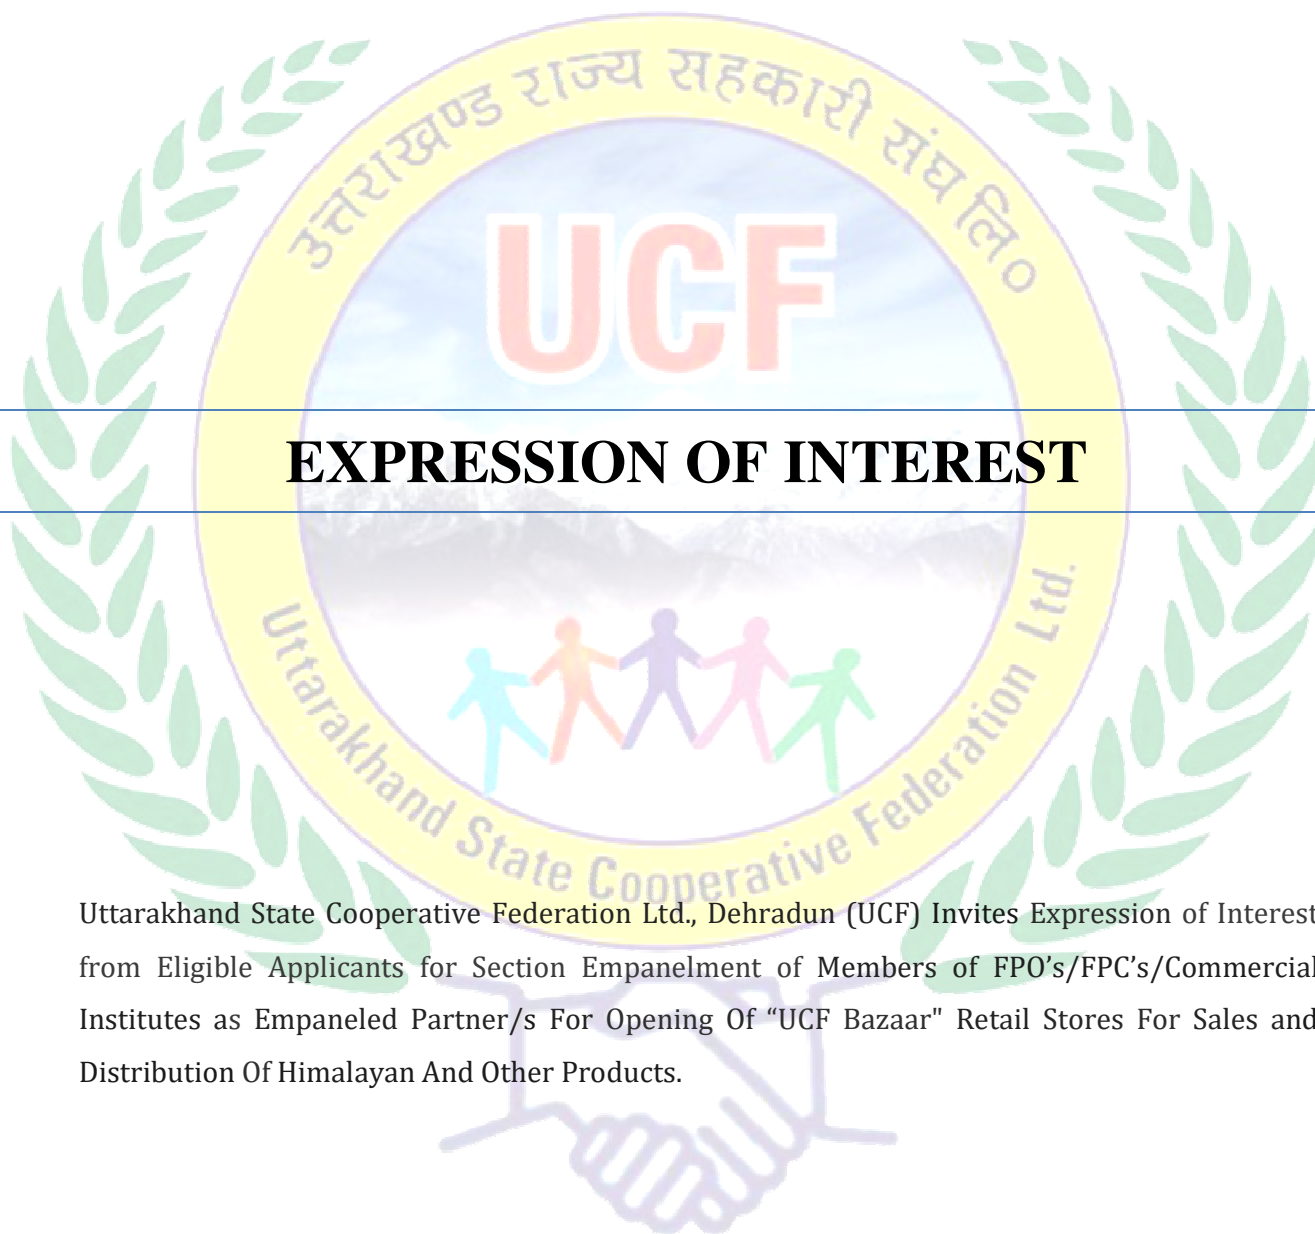 उत्तराखण्ड राज्य सहकारी संघ लि०
UCF
EXPRESSION OF INTEREST
Uttarakhand State Cooperative Federation Ltd.
Uttarakhand State Cooperative Federation Ltd., Dehradun (UCF) Invites Expression of Interest
from Eligible Applicants for Section Empanelment of Members of FPO’s/FPC’s/Commercial
Institutes as Empaneled Partner/s For Opening Of “UCF Bazaar" Retail Stores For Sales and
Distribution Of Himalayan And Other Products.